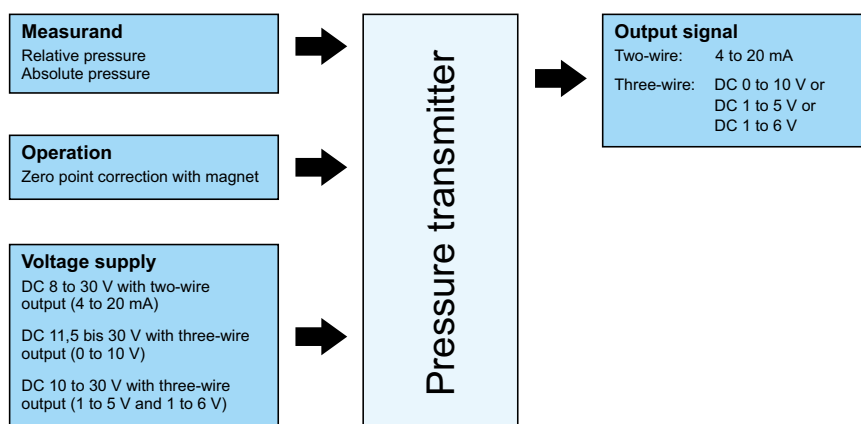 Measurand
Relative pressure
Absolute pressure
Operation
Zero point correction with magnet
Voltage supply
DC 8 to 30 V with two-wire
output (4 to 20 mA)
DC 11,5 bis 30 V with three-wire
output (0 to 10 V)
DC 10 to 30 V with three-wire
output (1 to 5 V and 1 to 6 V)
Pressure transmitter
Output signal
Two-wire: 4 to 20 mA
Three-wire: DC 0 to 10 V or
DC 1 to 5 V or
DC 1 to 6 V